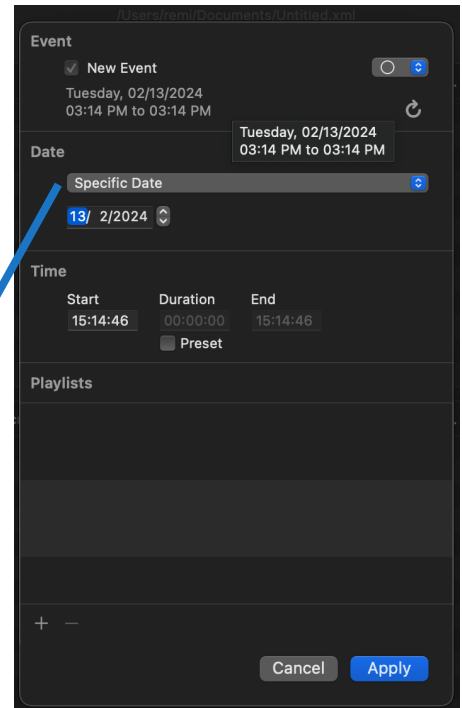 /Users/remi/Documents/Untitled.xml
Event
New Event
Tuesday, 02/13/2024
03:14 PM to 03:14 PM
Tuesday, 02/13/2024
03:14 PM to 03:14 PM
Date
Specific Date
13/ 2/2024
Time
Start Duration End
15:14:46 00:00:00 15:14:46
Preset
Playlists
Cancel Apply